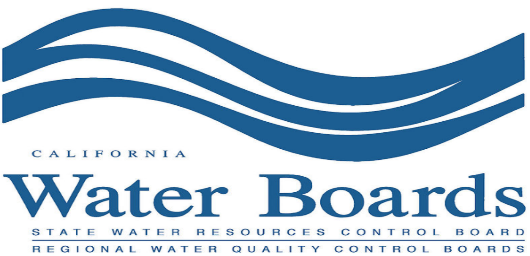 CALIFORNIA
Water Boards
STATE WATER RESOURCES CONTROL BOARD
REGIONAL WATER QUALITY CONTROL BOARDS